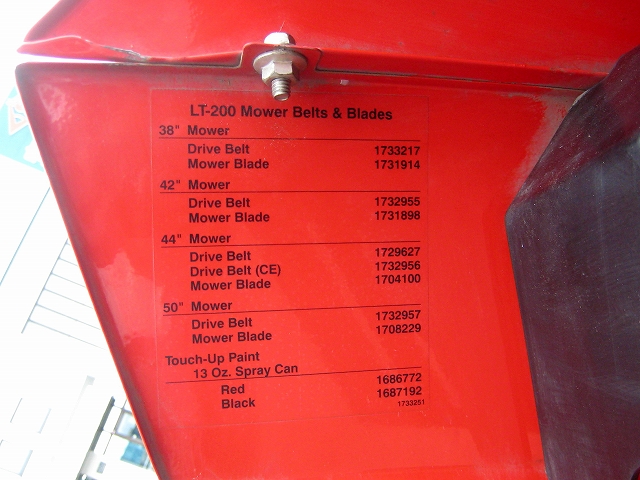 LT-200 Mower Belts & Blades
38" Mower
Drive Belt 1733217
Mower Blade 1731914
42" Mower
Drive Belt 1732955
Mower Blade 1731898
44" Mower
Drive Belt 1729627
Drive Belt (CE) 1732956
Mower Blade 1704100
50" Mower
Drive Belt 1732957
Mower Blade 1708229
Touch-Up Paint
13 Oz. Spray Can
Red 1686772
Black 1687192
1733251